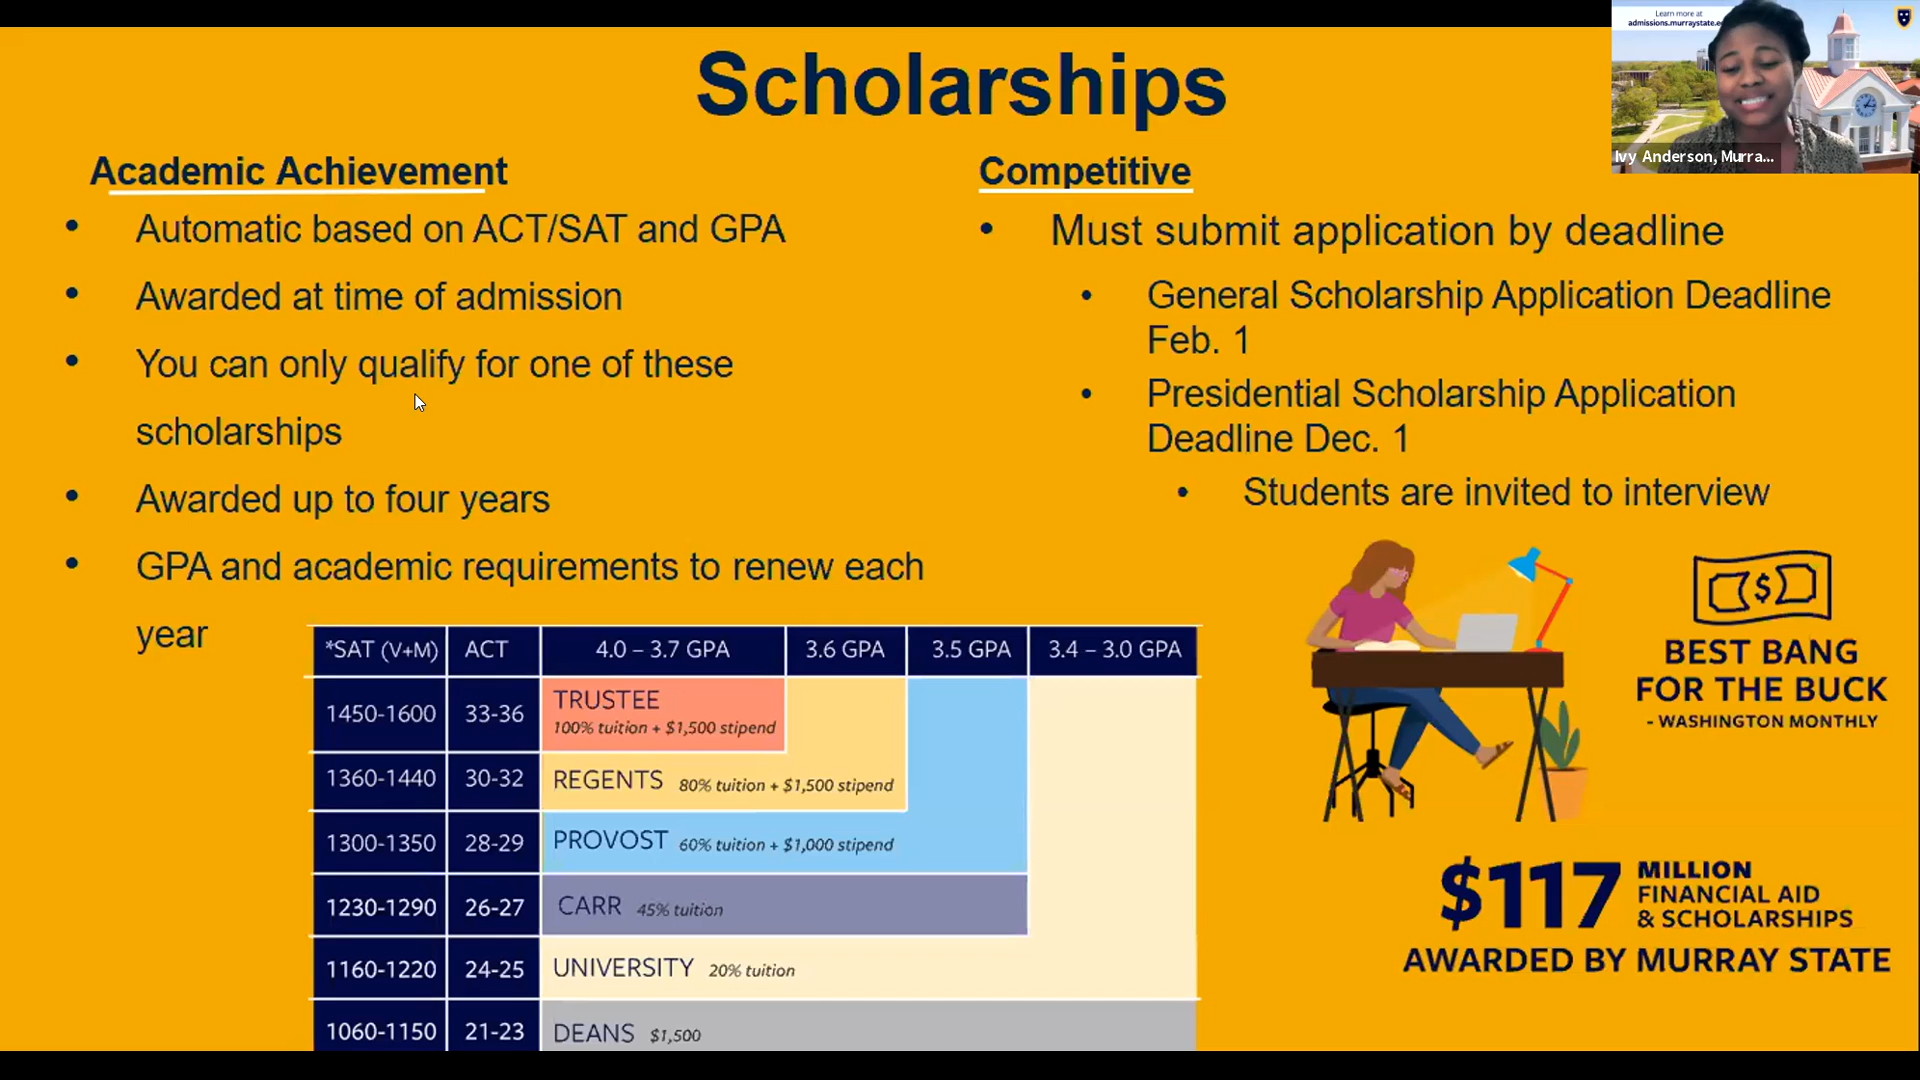 Scholarships
Learn more at
admissions.murraystate.e
Ivy Anderson, Murra...
Academic Achievement
• Automatic based on ACT/SAT and GPA
• Awarded at time of admission
• You can only qualify for one of these
scholarships
• Awarded up to four years
• GPA and academic requirements to renew each
year
Competitive
• Must submit application by deadline
• General Scholarship Application Deadline
Feb. 1
• Presidential Scholarship Application
Deadline Dec. 1
• Students are invited to interview
*SAT (V+M) ACT 4.0 – 3.7 GPA 3.6 GPA 3.5 GPA 3.4 – 3.0 GPA
1450-1600 33-36 TRUSTEE
100% tuition + $1,500 stipend
1360-1440 30-32 REGENTS 80% tuition + $1,500 stipend
1300-1350 28-29 PROVOST 60% tuition + $1,000 stipend
1230-1290 26-27 CARR 45% tuition
1160-1220 24-25 UNIVERSITY 20% tuition
1060-1150 21-23 DEANS $1,500
$
BEST BANG
FOR THE BUCK
- WASHINGTON MONTHLY
$117 MILLION
FINANCIAL AID
& SCHOLARSHIPS
AWARDED BY MURRAY STATE